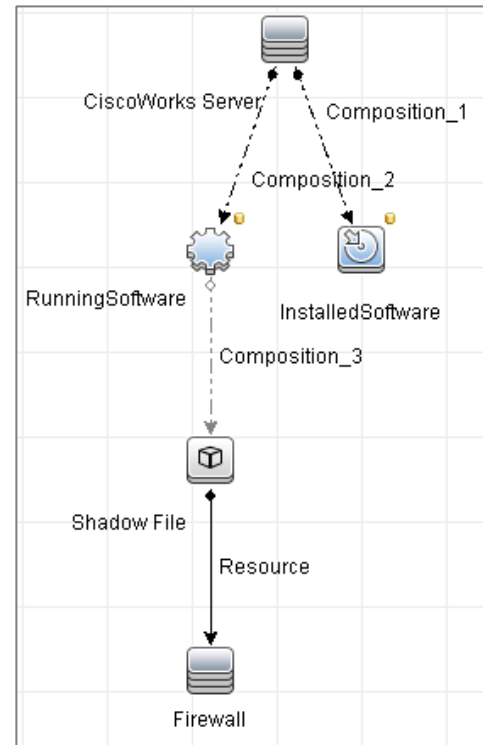 CiscoWorks Server
Composition_1
Composition_2
RunningSoftware
InstalledSoftware
Composition_3
Shadow File
Resource
Firewall